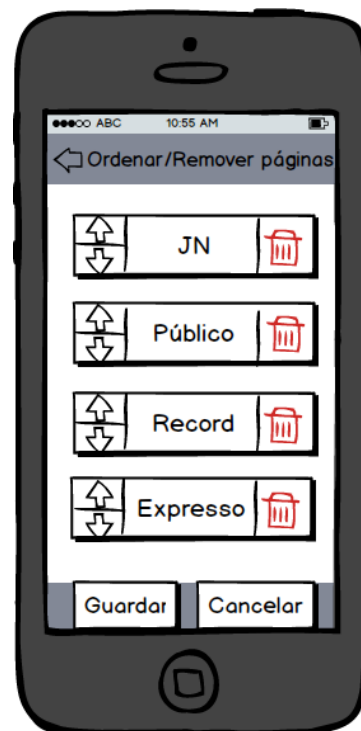 ABC 10:55 AM
Ordenar/Remover páginas
JN
Público
Record
Expresso
Guardar Cancelar